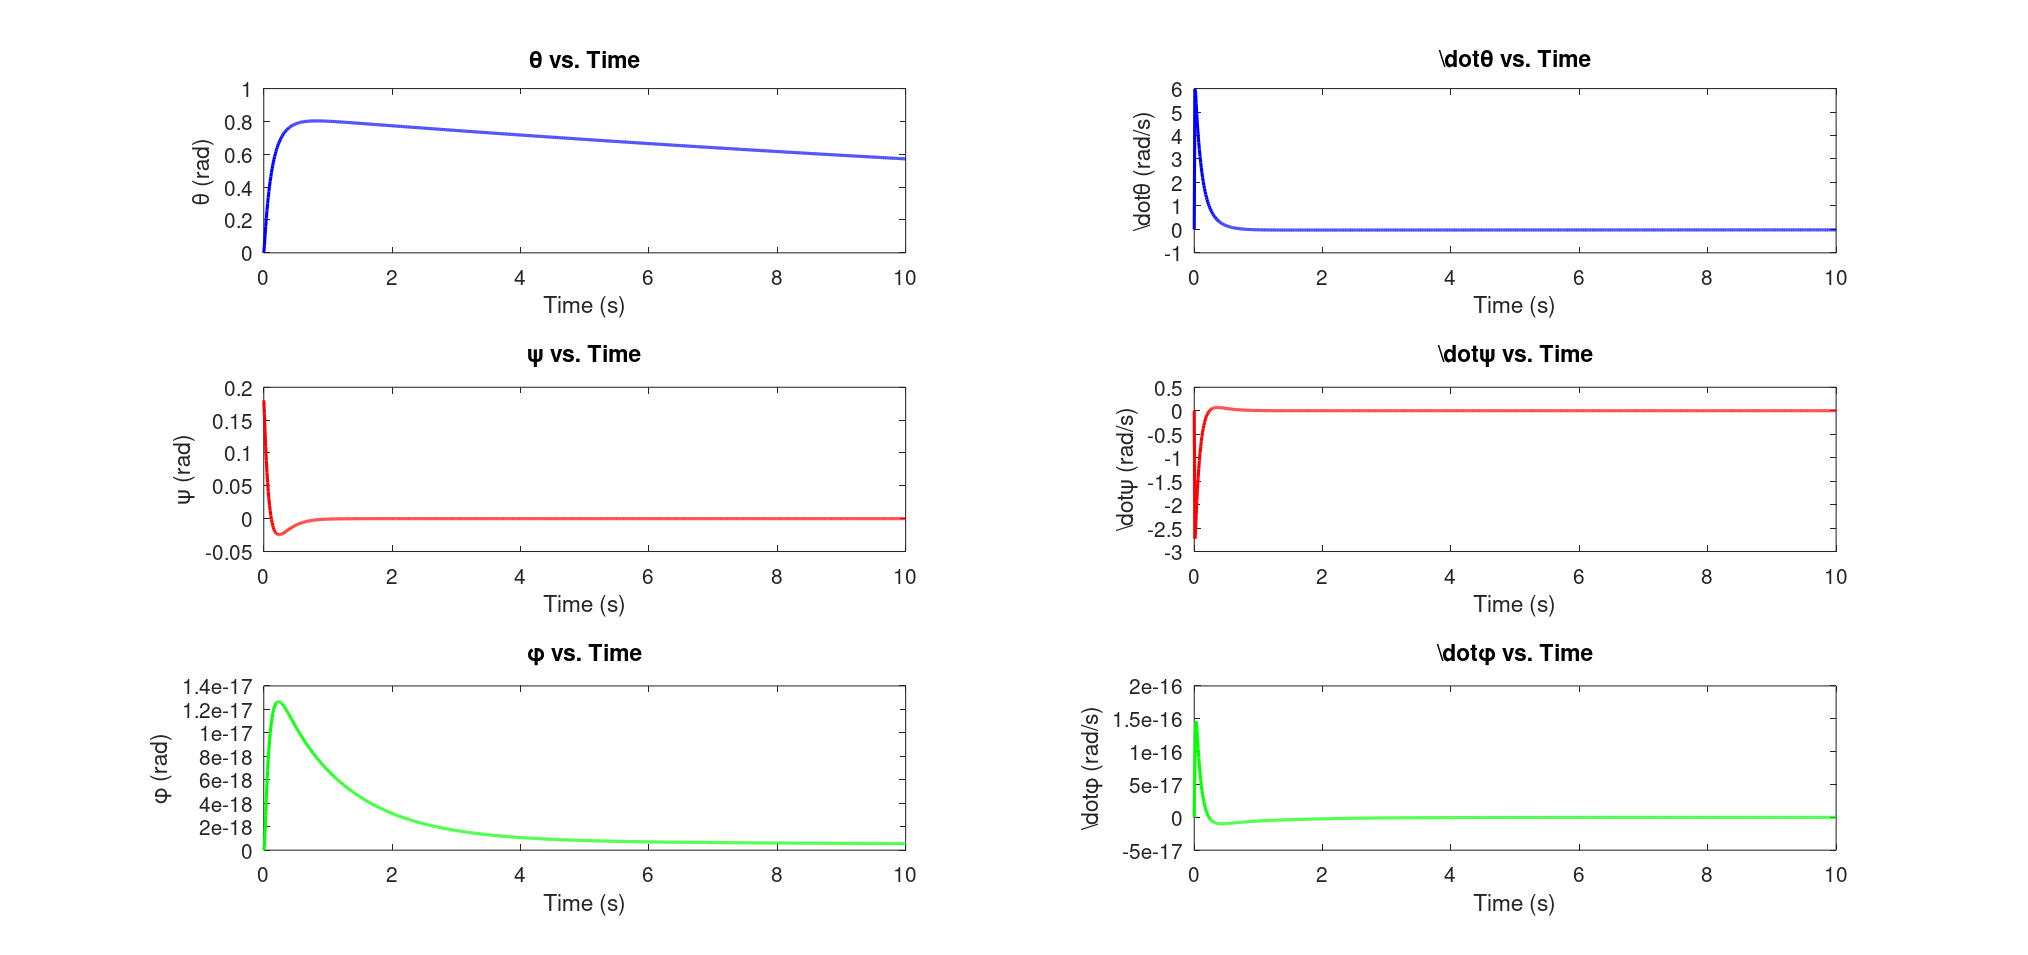 θ vs. Time
1
0.8
0.6
0.4
0.2
0
θ (rad)
0 2 4 6 8 10
Time (s)
\dotθ vs. Time
6
5
4
3
2
1
0
-1
\dotθ (rad/s)
0 2 4 6 8 10
Time (s)
ψ vs. Time
0.2
0.15
0.1
0.05
0
-0.05
ψ (rad)
0 2 4 6 8 10
Time (s)
\dotψ vs. Time
0.5
0
-0.5
-1
-1.5
-2
-2.5
-3
\dotψ (rad/s)
0 2 4 6 8 10
Time (s)
φ vs. Time
1.4e-17
1.2e-17
1e-17
8e-18
6e-18
4e-18
2e-18
0
φ (rad)
0 2 4 6 8 10
Time (s)
\dotφ vs. Time
2e-16
1.5e-16
1e-16
5e-17
0
-5e-17
\dotφ (rad/s)
0 2 4 6 8 10
Time (s)